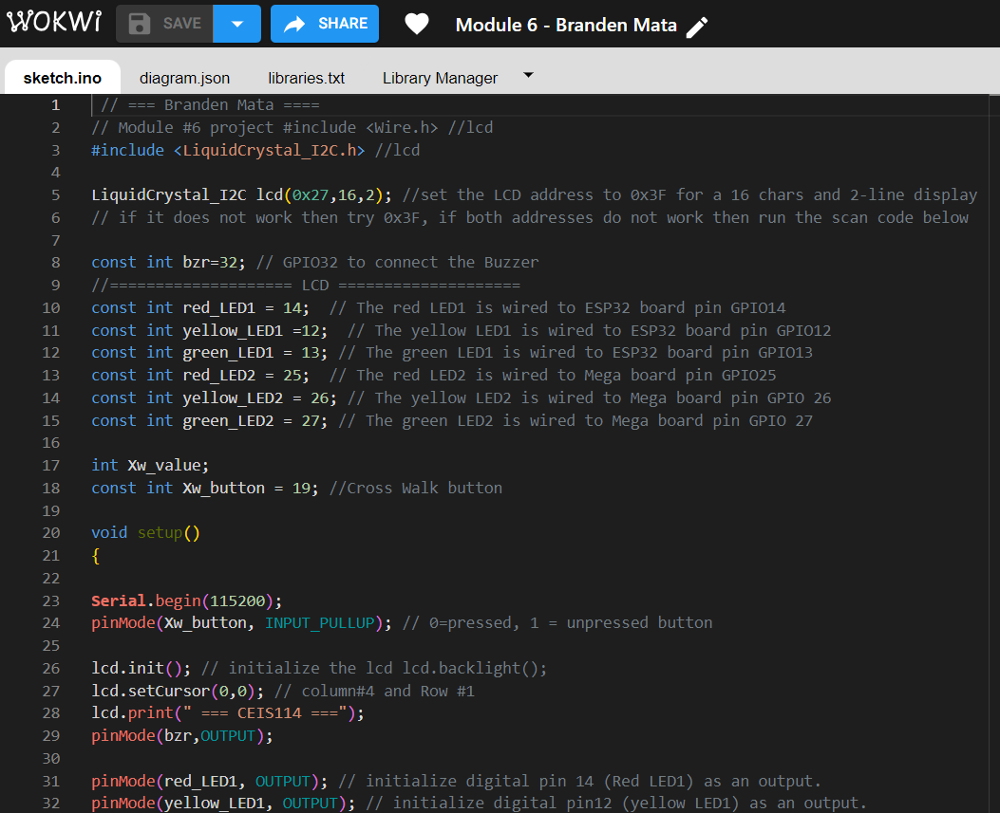 WOKWi SAVE SHARE Module 6 - Branden Mata
sketch.ino diagram.json libraries.txt Library Manager
1 // === Branden Mata ====
2 // Module #6 project #include <Wire.h> //lcd
3 #include <LiquidCrystal_I2C.h> //lcd
4
5 LiquidCrystal_I2C lcd(0x27,16,2); //set the LCD address to 0x3F for a 16 chars and 2-line display
6 // if it does not work then try 0x3F, if both addresses do not work then run the scan code below
7
8 const int bzr=32; // GPIO32 to connect the Buzzer
9 //==================== LCD ====================
10 const int red_LED1 = 14;  // The red LED1 is wired to ESP32 board pin GPIO14
11 const int yellow_LED1 =12;  // The yellow LED1 is wired to ESP32 board pin GPIO12
12 const int green_LED1 = 13; // The green LED1 is wired to ESP32 board pin GPIO13
13 const int red_LED2 = 25;  // The red LED2 is wired to Mega board pin GPIO25
14 const int yellow_LED2 = 26; // The yellow LED2 is wired to Mega board pin GPIO 26
15 const int green_LED2 = 27; // The green LED2 is wired to Mega board pin GPIO 27
16
17 int Xw_value;
18 const int Xw_button = 19; //Cross Walk button
19
20 void setup()
21 {
22
23 Serial.begin(115200);
24 pinMode(Xw_button, INPUT_PULLUP); // 0=pressed, 1 = unpressed button
25
26 lcd.init(); // initialize the lcd lcd.backlight();
27 lcd.setCursor(0,0); // column#4 and Row #1
28 lcd.print(" === CEIS114 ===");
29 pinMode(bzr,OUTPUT);
30
31 pinMode(red_LED1, OUTPUT); // initialize digital pin 14 (Red LED1) as an output.
32 pinMode(yellow_LED1, OUTPUT); // initialize digital pin12 (yellow LED1) as an output.